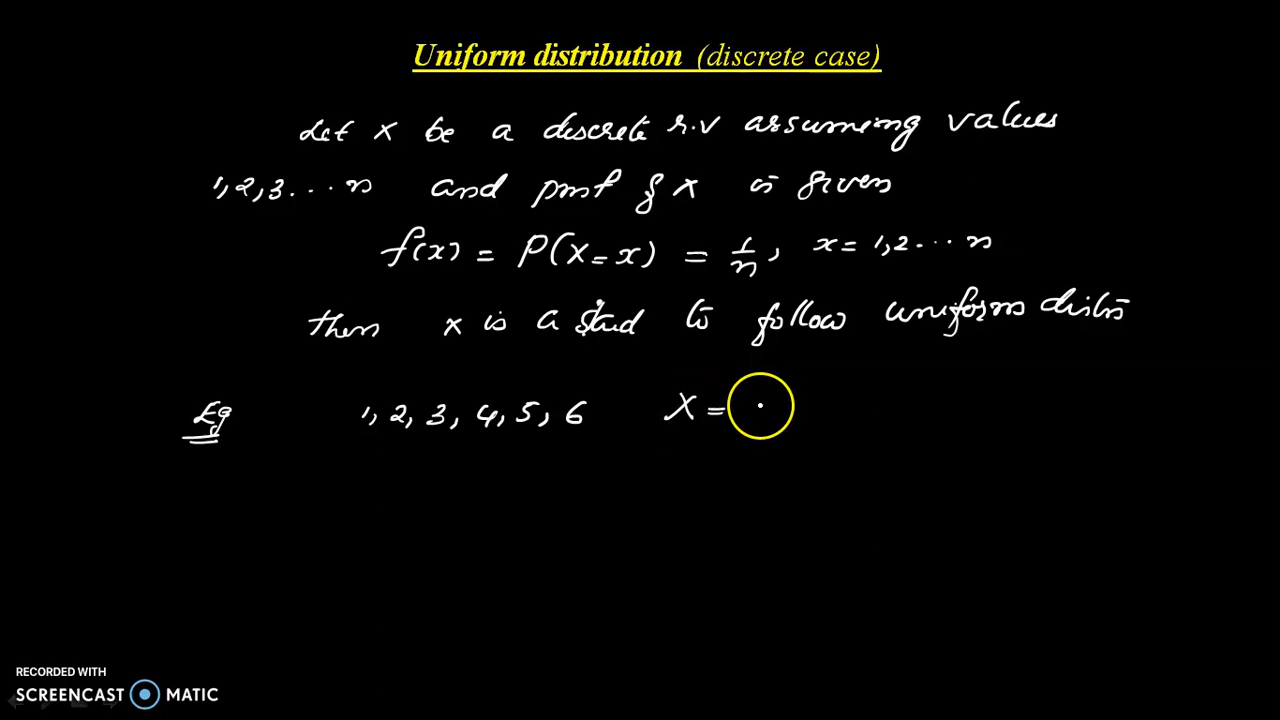 Uniform distribution (discrete case)
Let X be a discrete r.v assuming values
1, 2, 3 ... n and pmf of X is given
f(x) = P(X = x) = 1/n, x = 1, 2 ... n
then X is a said to follow uniform distn
Eg 1, 2, 3, 4, 5, 6 X =
RECORDED WITH
SCREENCAST MATIC